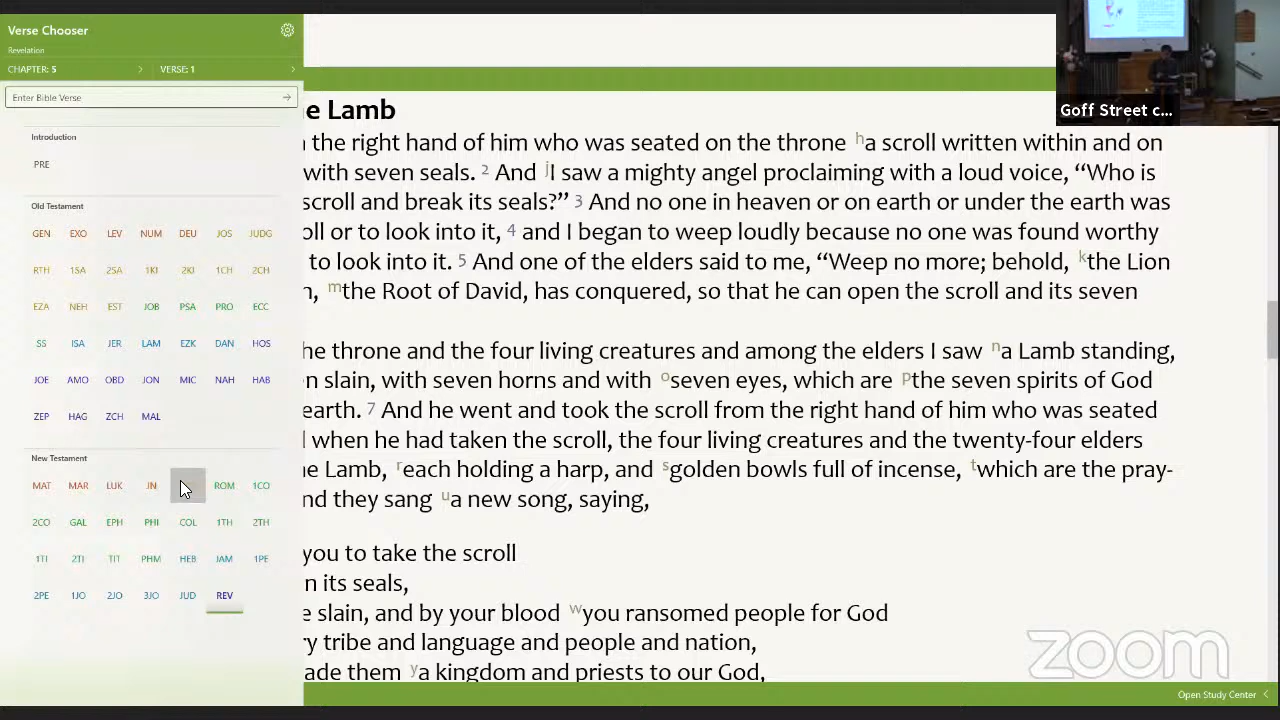 Verse Chooser
Revelation
CHAPTER: 5 > VERSE: 1 >
Enter Bible Verse
Introduction
PRE
Old Testament
GEN EXO LEV NUM DEU JOS JUDG
RTH 1SA 2SA 1KI 2KI 1CH 2CH
EZA NEH EST JOB PSA PRO ECC
SS ISA JER LAM EZK DAN HOS
JOE AMO OBD JON MIC NAH HAB
ZEP HAG ZCH MAL
New Testament
MAT MAR LUK JN ROM 1CO
2CO GAL EPH PHI COL 1TH 2TH
1TI 2TI TIT PHM HEB JAM 1PE
2PE 1JO 2JO 3JO JUD REV
e Lamb
the right hand of him who was seated on the throne h a scroll written within and on
with seven seals. 2 And j I saw a mighty angel proclaiming with a loud voice, “Who is
scroll and break its seals?” 3 And no one in heaven or on earth or under the earth was
oll or to look into it, 4 and I began to weep loudly because no one was found worthy
to look into it. 5 And one of the elders said to me, “Weep no more; behold, k the Lion
, m the Root of David, has conquered, so that he can open the scroll and its seven
he throne and the four living creatures and among the elders I saw n a Lamb standing,
n slain, with seven horns and with o seven eyes, which are p the seven spirits of God
earth. 7 And he went and took the scroll from the right hand of him who was seated
when he had taken the scroll, the four living creatures and the twenty-four elders
he Lamb, r each holding a harp, and s golden bowls full of incense, t which are the pray-
nd they sang u a new song, saying,
you to take the scroll
n its seals,
e slain, and by your blood w you ransomed people for God
ry tribe and language and people and nation,
ade them y a kingdom and priests to our God,
Goff Street c...
zoom
Open Study Center <